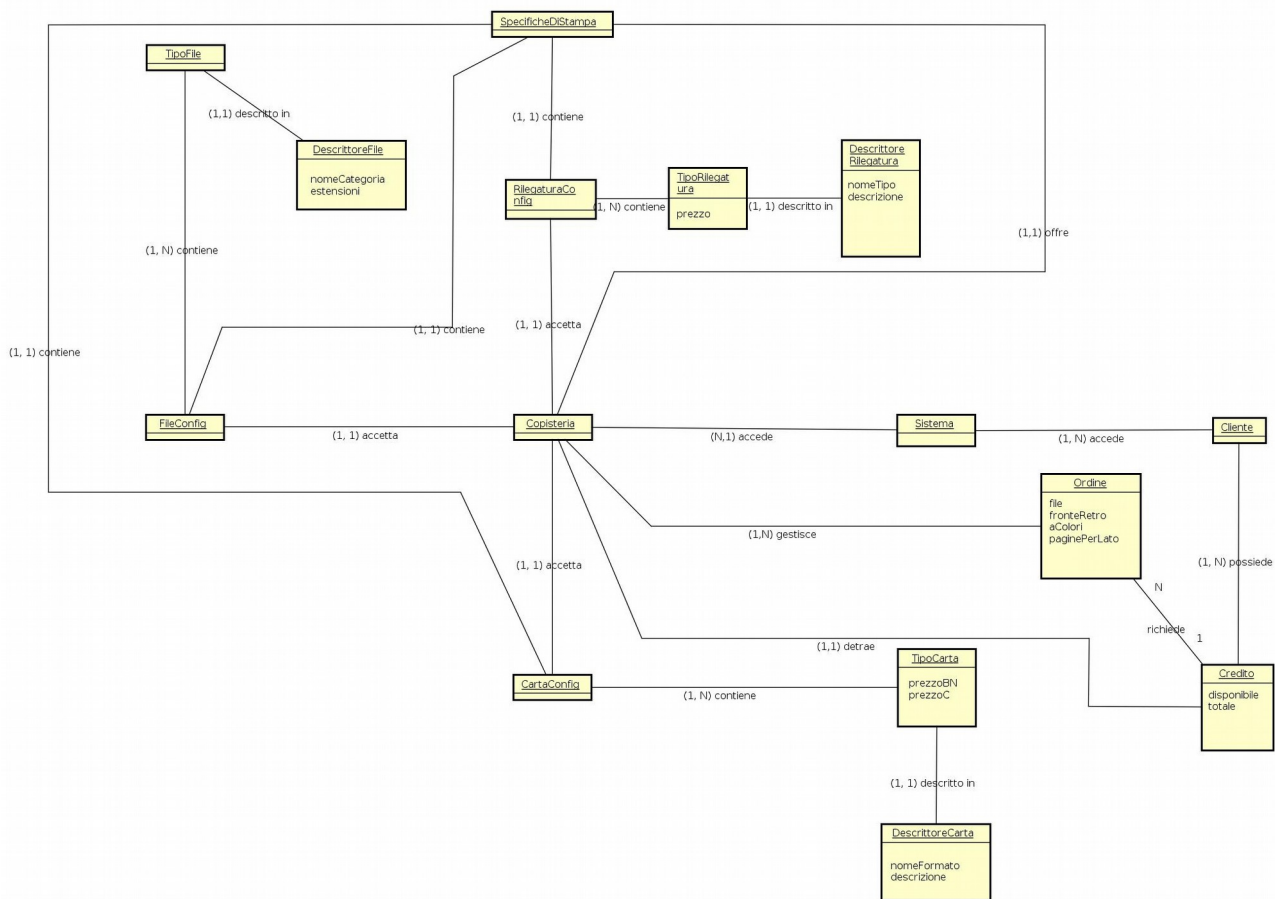 SpecificheDiStampa
TipoFile
(1,1) descritto in
(1, 1) contiene
DescrittoreFile
nomeCategoria
estensioni
Descrittore
Rilegatura
nomeTipo
descrizione
TipoRilegat
ura
prezzo
RilegaturaCo
nfig
(1, N) contiene
(1, 1) descritto in
(1,1) offre
(1, N) contiene
(1, 1) accetta
(1, 1) contiene
(1, 1) contiene
FileConfig
(1, 1) accetta
Copisteria
(N,1) accede
Sistema
(1, N) accede
Cliente
Ordine
file
fronteRetro
aColori
paginePerLato
(1,N) gestisce
(1, 1) accetta
(1, N) possiede
N
richiede
1
(1,1) detrae
TipoCarta
prezzoBN
prezzoC
CartaConfig
(1, N) contiene
Credito
disponibile
totale
(1, 1) descritto in
DescrittoreCarta
nomeFormato
descrizione